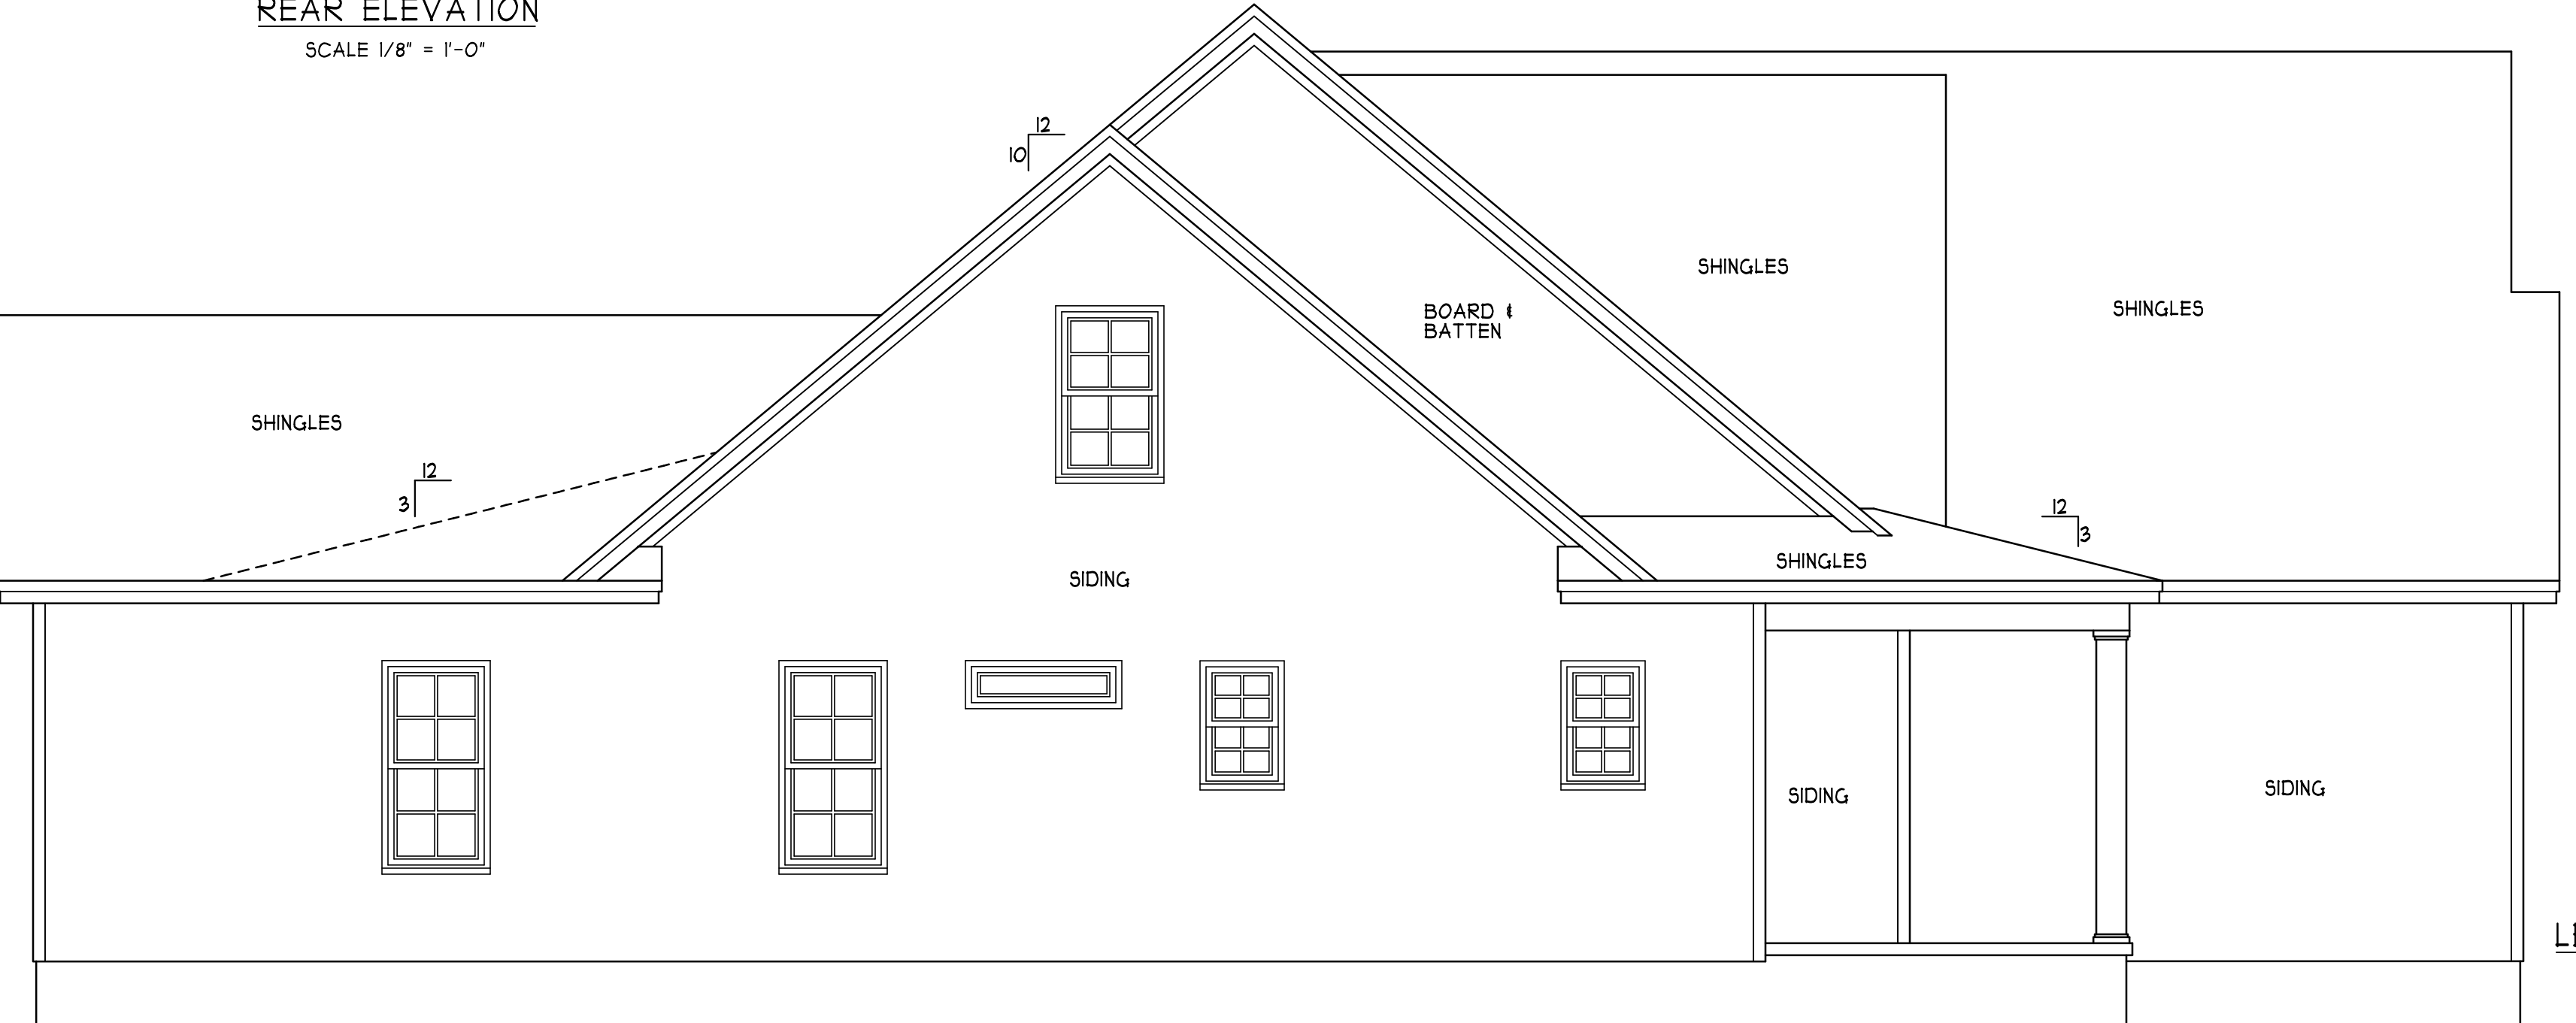 REAR ELEVATION
SCALE 1/8" = 1'-0"
12
10
SHINGLES
SHINGLES
BOARD &
BATTEN
SHINGLES
12
3
12
3
SHINGLES
SIDING
SIDING
SIDING